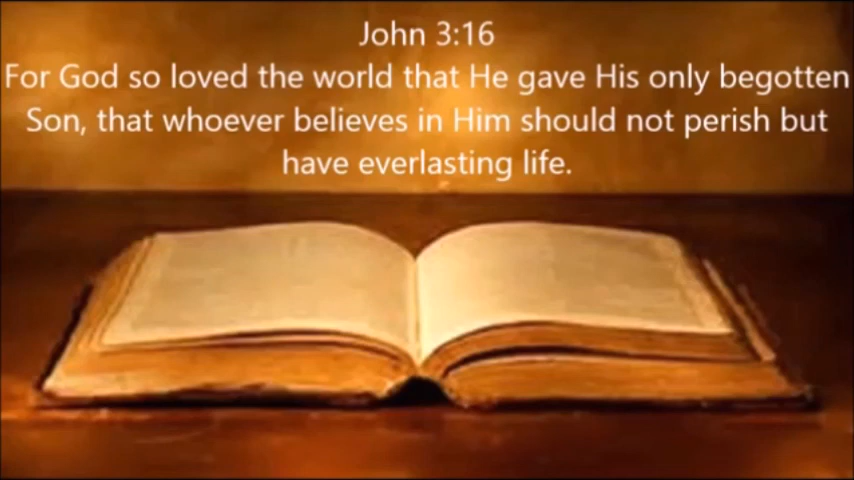 John 3:16
For God so loved the world that He gave His only begotten
Son, that whoever believes in Him should not perish but
have everlasting life.